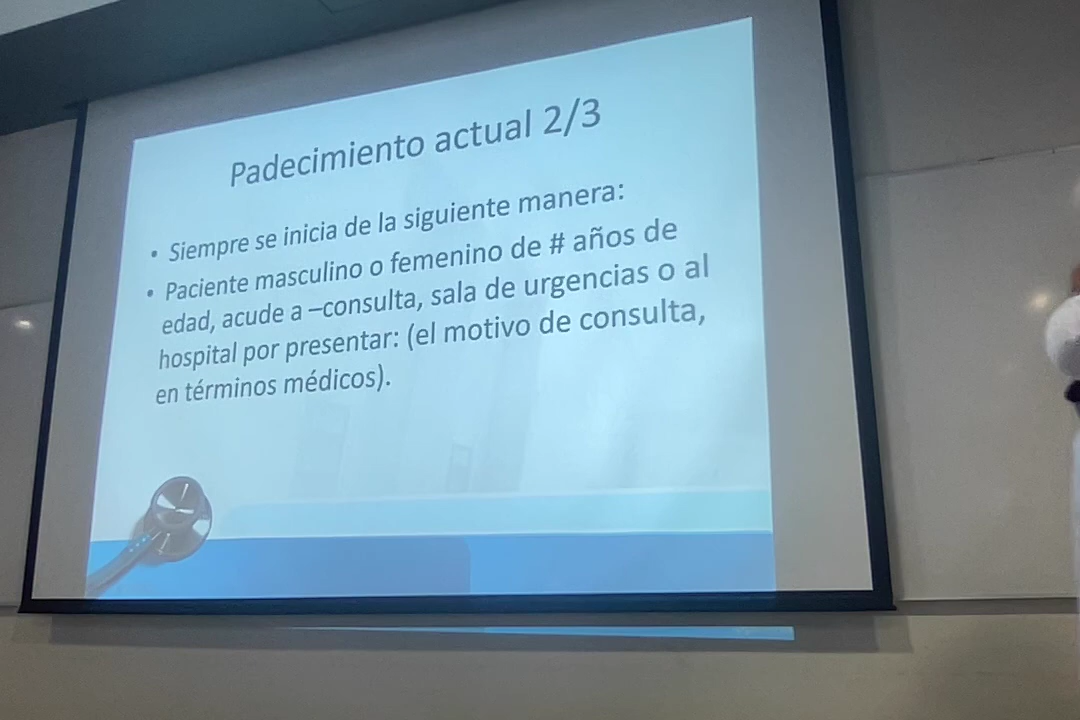 Padecimiento actual 2/3
• Siempre se inicia de la siguiente manera:
• Paciente masculino o femenino de # años de
edad, acude a –consulta, sala de urgencias o al
hospital por presentar: (el motivo de consulta,
en términos médicos).